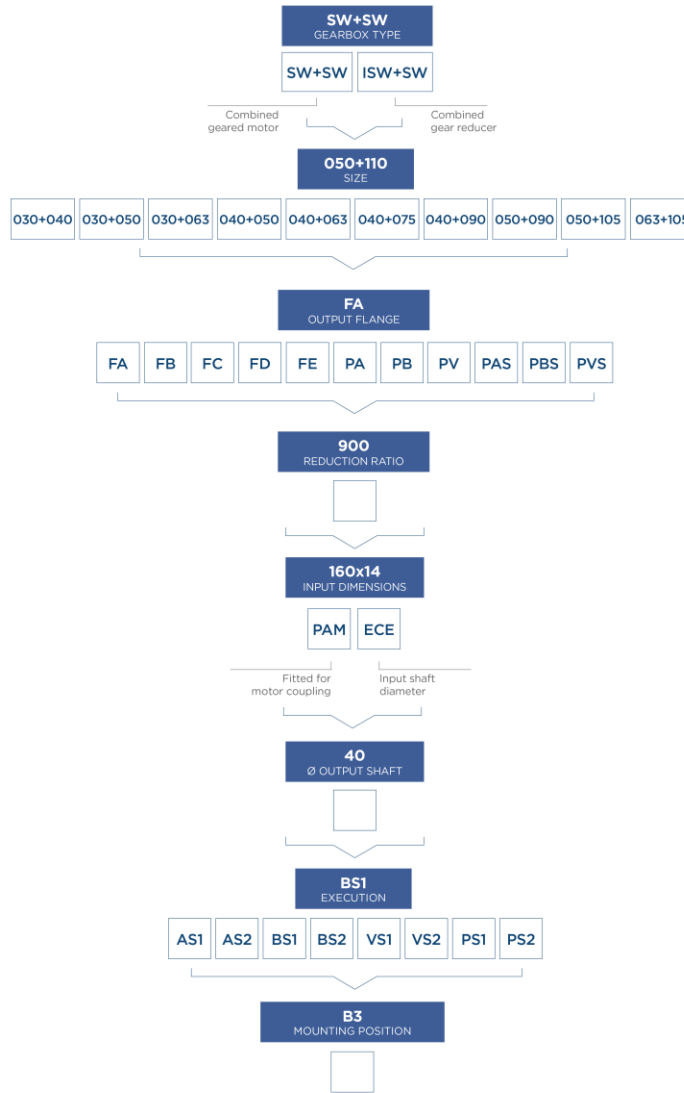 SW+SW
GEARBOX TYPE
SW+SW ISW+SW
Combined geared motor
Combined gear reducer
050+110
SIZE
030+040 030+050 030+063 040+050 040+063 040+075 040+090 050+090 050+105 063+105
FA
OUTPUT FLANGE
FA FB FC FD FE PA PB PV PAS PBS PVS
900
REDUCTION RATIO
160x14
INPUT DIMENSIONS
PAM ECE
Fitted for motor coupling
Input shaft diameter
40
Ø OUTPUT SHAFT
BS1
EXECUTION
AS1 AS2 BS1 BS2 VS1 VS2 PS1 PS2
B3
MOUNTING POSITION